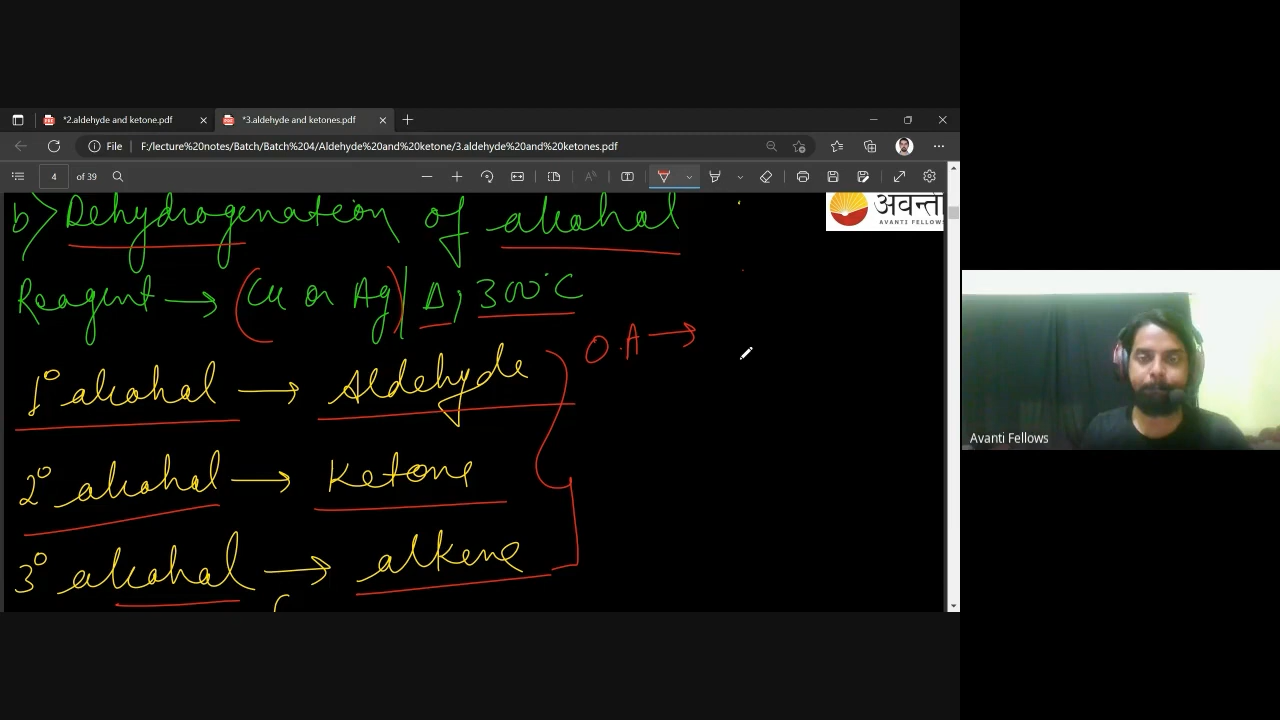 *2.aldehyde and ketone.pdf
*3.aldehyde and ketones.pdf
File
F:/lecture%20notes/Batch/Batch%204/Aldehyde%20and%20ketone/3.aldehyde%20and%20ketones.pdf
4 of 39
अवन्ती
AVANTI FELLOWS
b) Dehydrogenation of alcohal
Reagent → (Cu or Ag) | Δ, 300°C
O.A →
1° alcohal → Aldehyde
2° alcohal → Ketone
3° alcohal → alkene
Avanti Fellows